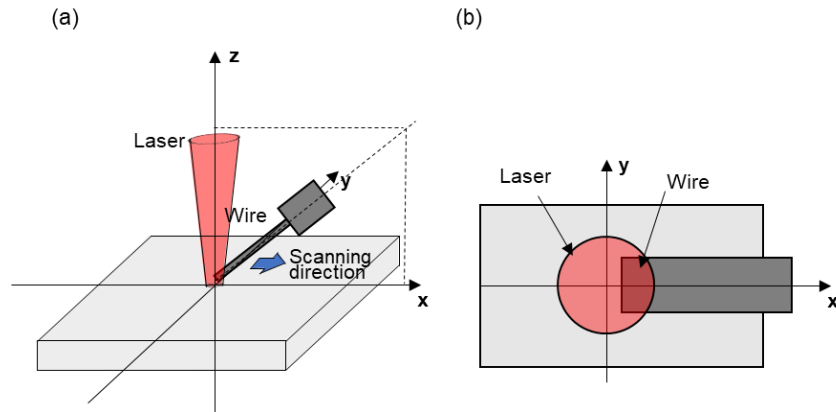 (a)
z
Laser
y
Wire
Scanning
direction
x
(b)
y
Laser
Wire
x